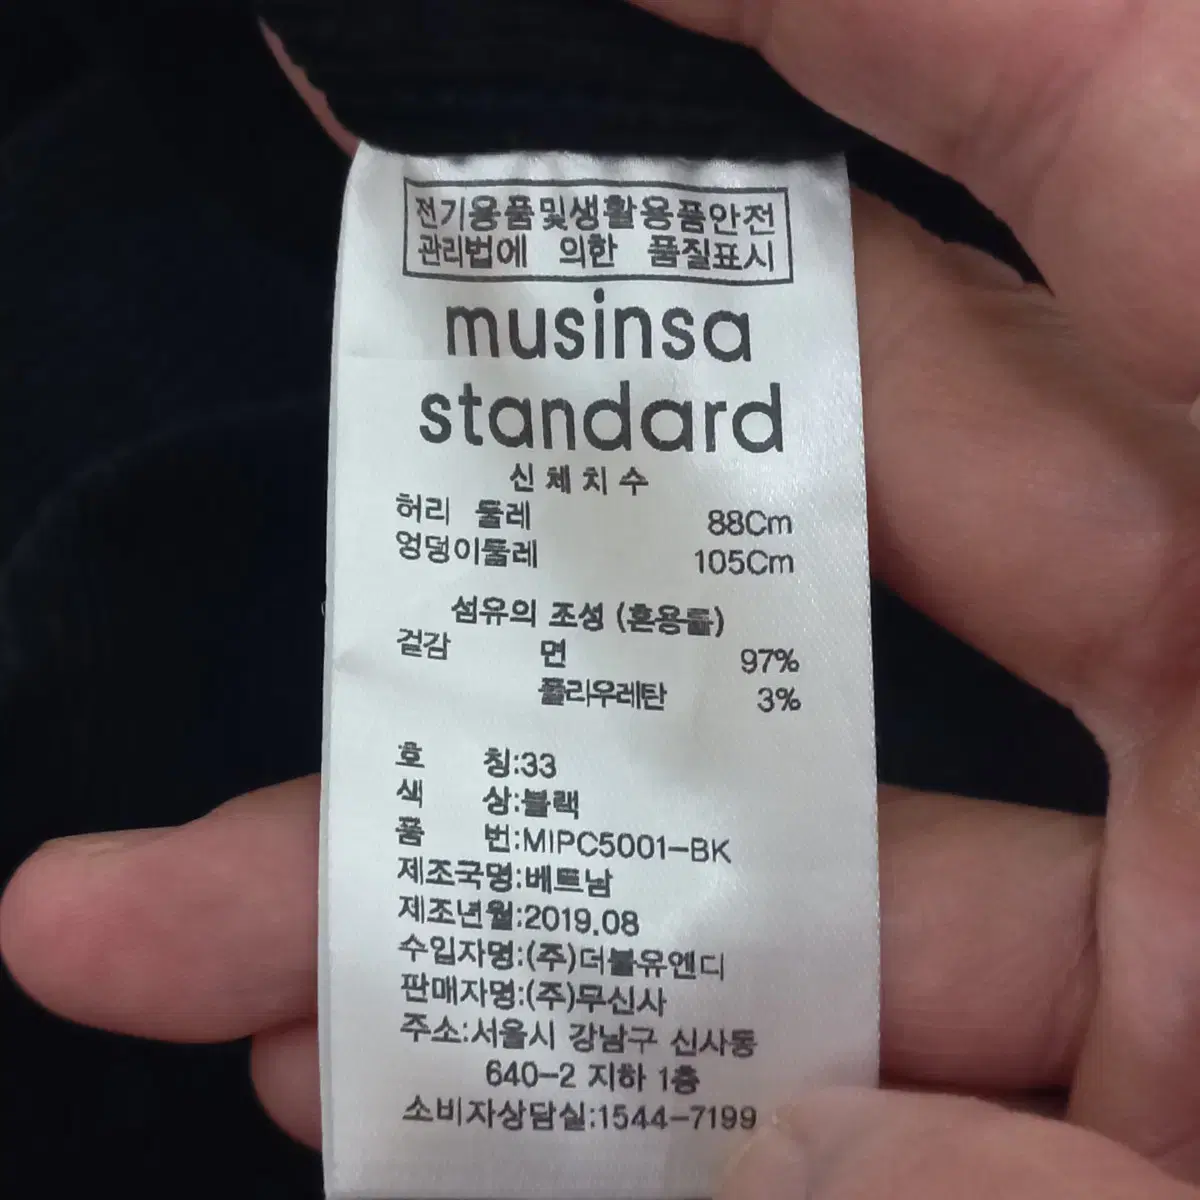 전기용품및생활용품안전
관리법에 의한 품질표시
musinsa
standard
신체치수
허리 둘레 88Cm
엉덩이둘레 105Cm
섬유의 조성 (혼용률)
겉감 면 97%
폴리우레탄 3%
호 칭:33
색 상:블랙
품 번:MIPC5001-BK
제조국명:베트남
제조년월:2019.08
수입자명:(주)더블유앤디
판매자명:(주)무신사
주소:서울시 강남구 신사동
640-2 지하 1층
소비자상담실:1544-7199